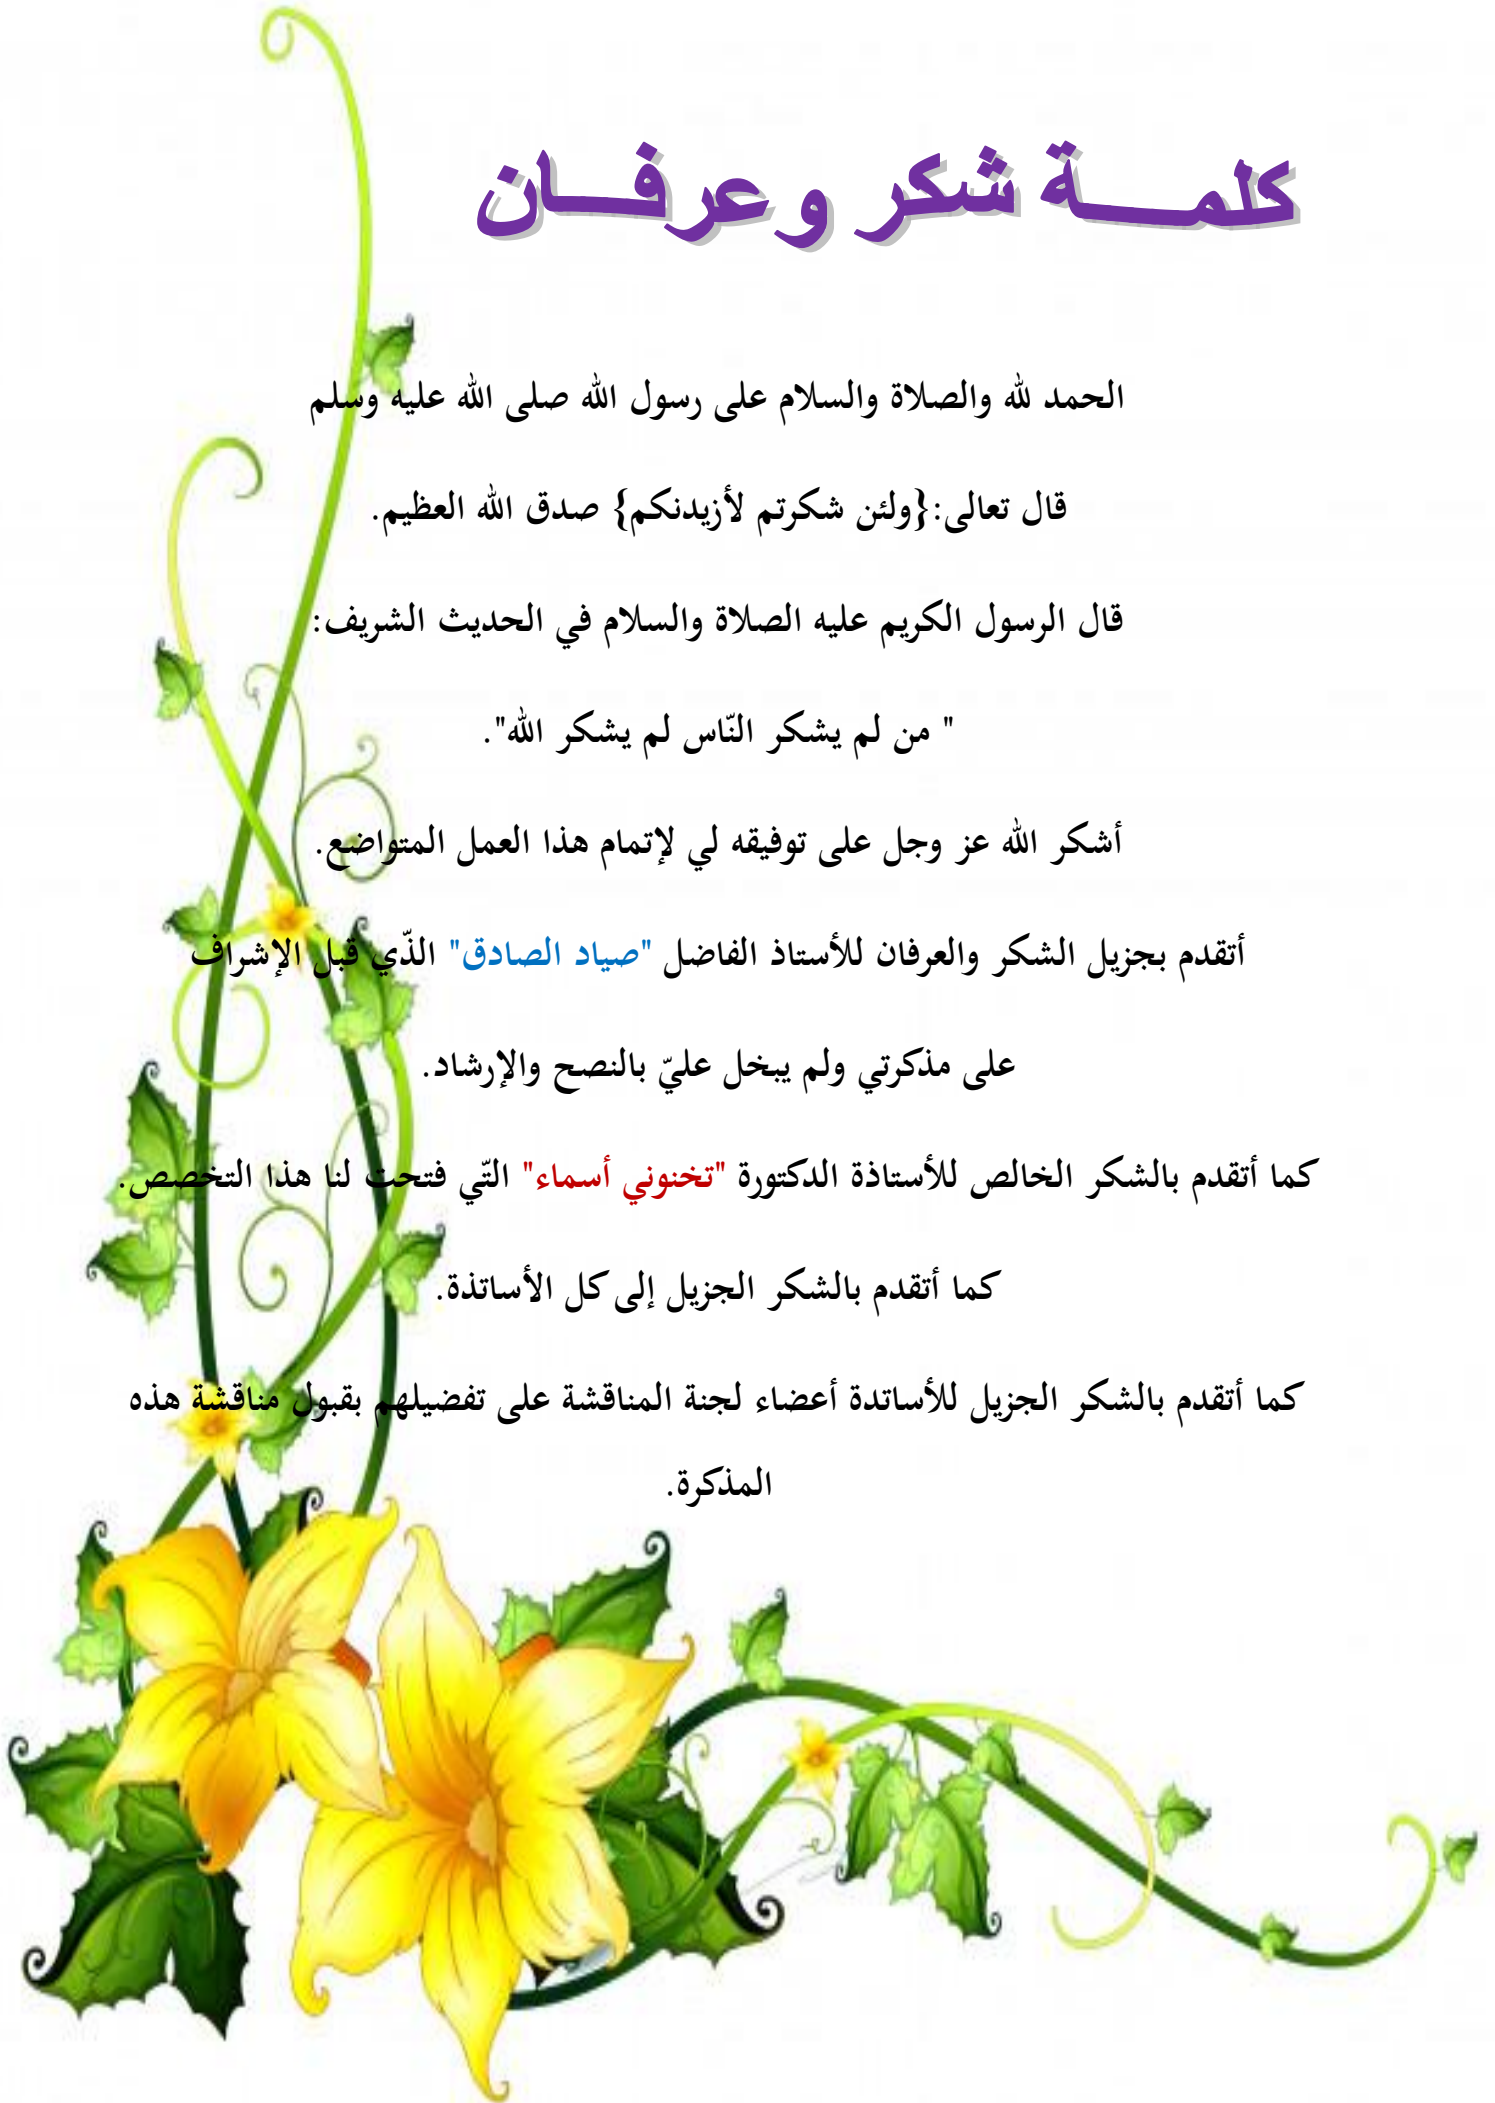 كلمـــة شكر و عرفــان
الحمد لله والصلاة والسلام على رسول الله صلى الله عليه وسلم
قال تعالى:{ولئن شكرتم لأزيدنكم} صدق الله العظيم.
قال الرسول الكريم عليه الصلاة والسلام في الحديث الشريف:
" من لم يشكر النّاس لم يشكر الله".
أشكر الله عز وجل على توفيقه لي لإتمام هذا العمل المتواضع.
أتقدم بجزيل الشكر والعرفان للأستاذ الفاضل "صياد الصادق" الذّي قبل الإشراف
على مذكرتي ولم يبخل عليّ بالنصح والإرشاد.
كما أتقدم بالشكر الخالص للأستاذة الدكتورة "تخنوني أسماء" التّي فتحت لنا هذا التخصص.
كما أتقدم بالشكر الجزيل إلى كل الأساتذة.
كما أتقدم بالشكر الجزيل للأساتدة أعضاء لجنة المناقشة على تفضيلهم بقبول مناقشة هذه
المذكرة.